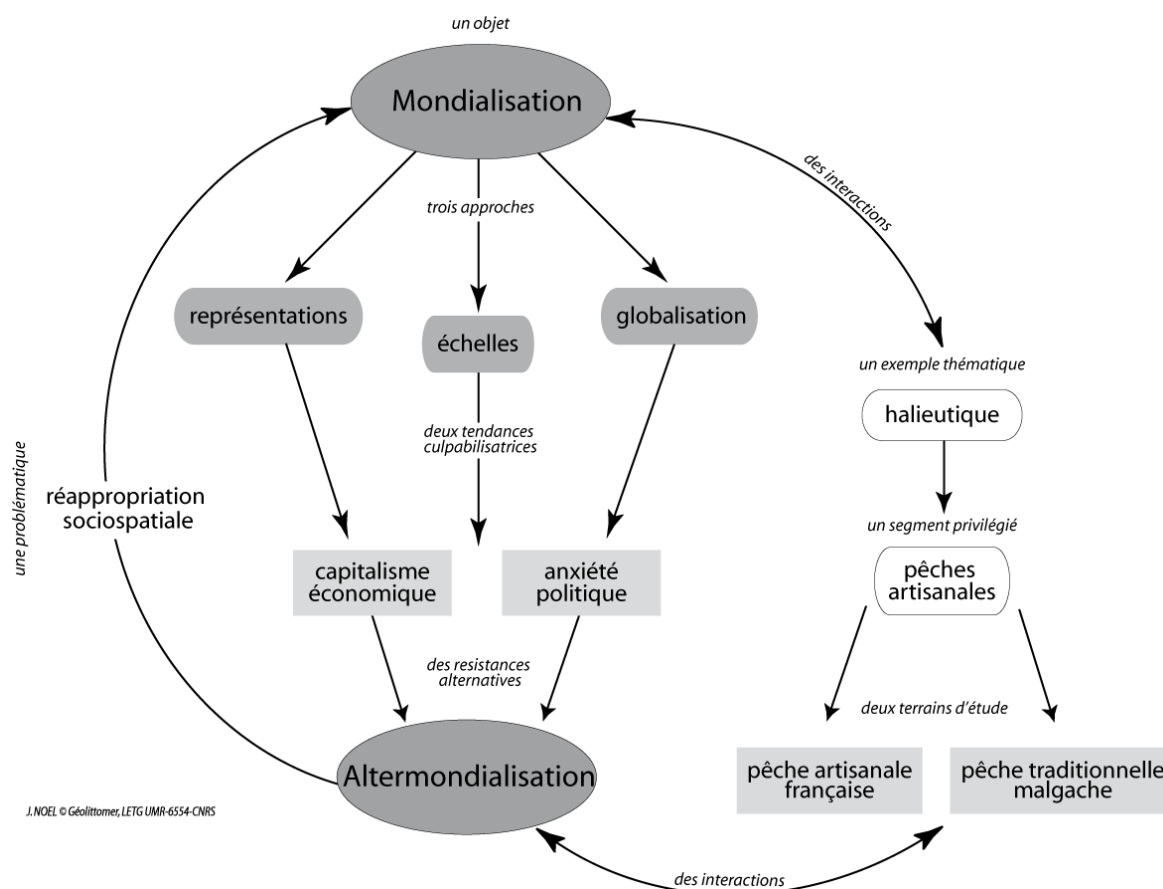 un objet
Mondialisation
des interactions
trois approches
représentations
échelles
globalisation
un exemple thématique
halieutique
deux tendances
culpabilisatrices
une problématique
réappropriation
sociospatiale
un segment privilégié
pêches
artisanales
capitalisme
économique
anxiété
politique
des resistances
alternatives
deux terrains d'étude
Altermondialisation
pêche artisanale
française
pêche traditionnelle
malgache
J. NOEL © Géolittomer, LETG UMR-6554-CNRS
des interactions